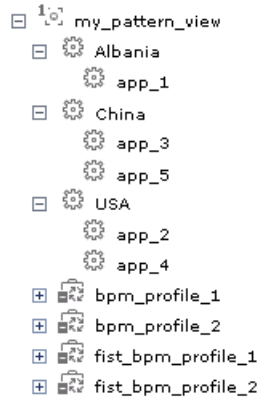 my_pattern_view
Albania
app_1
China
app_3
app_5
USA
app_2
app_4
bpm_profile_1
bpm_profile_2
fist_bpm_profile_1
fist_bpm_profile_2